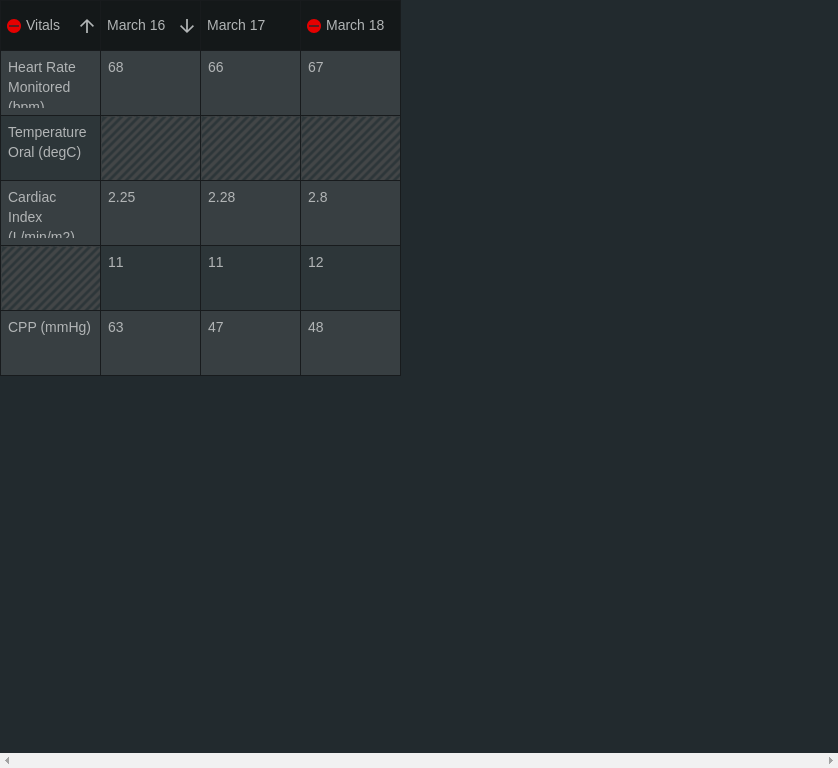 Vitals March 16 March 17 March 18
Heart Rate 68 66 67
Monitored
(bpm)
Temperature
Oral (degC)
Cardiac 2.25 2.28 2.8
Index
(L/min/m2)
11 11 12
CPP (mmHg) 63 47 48